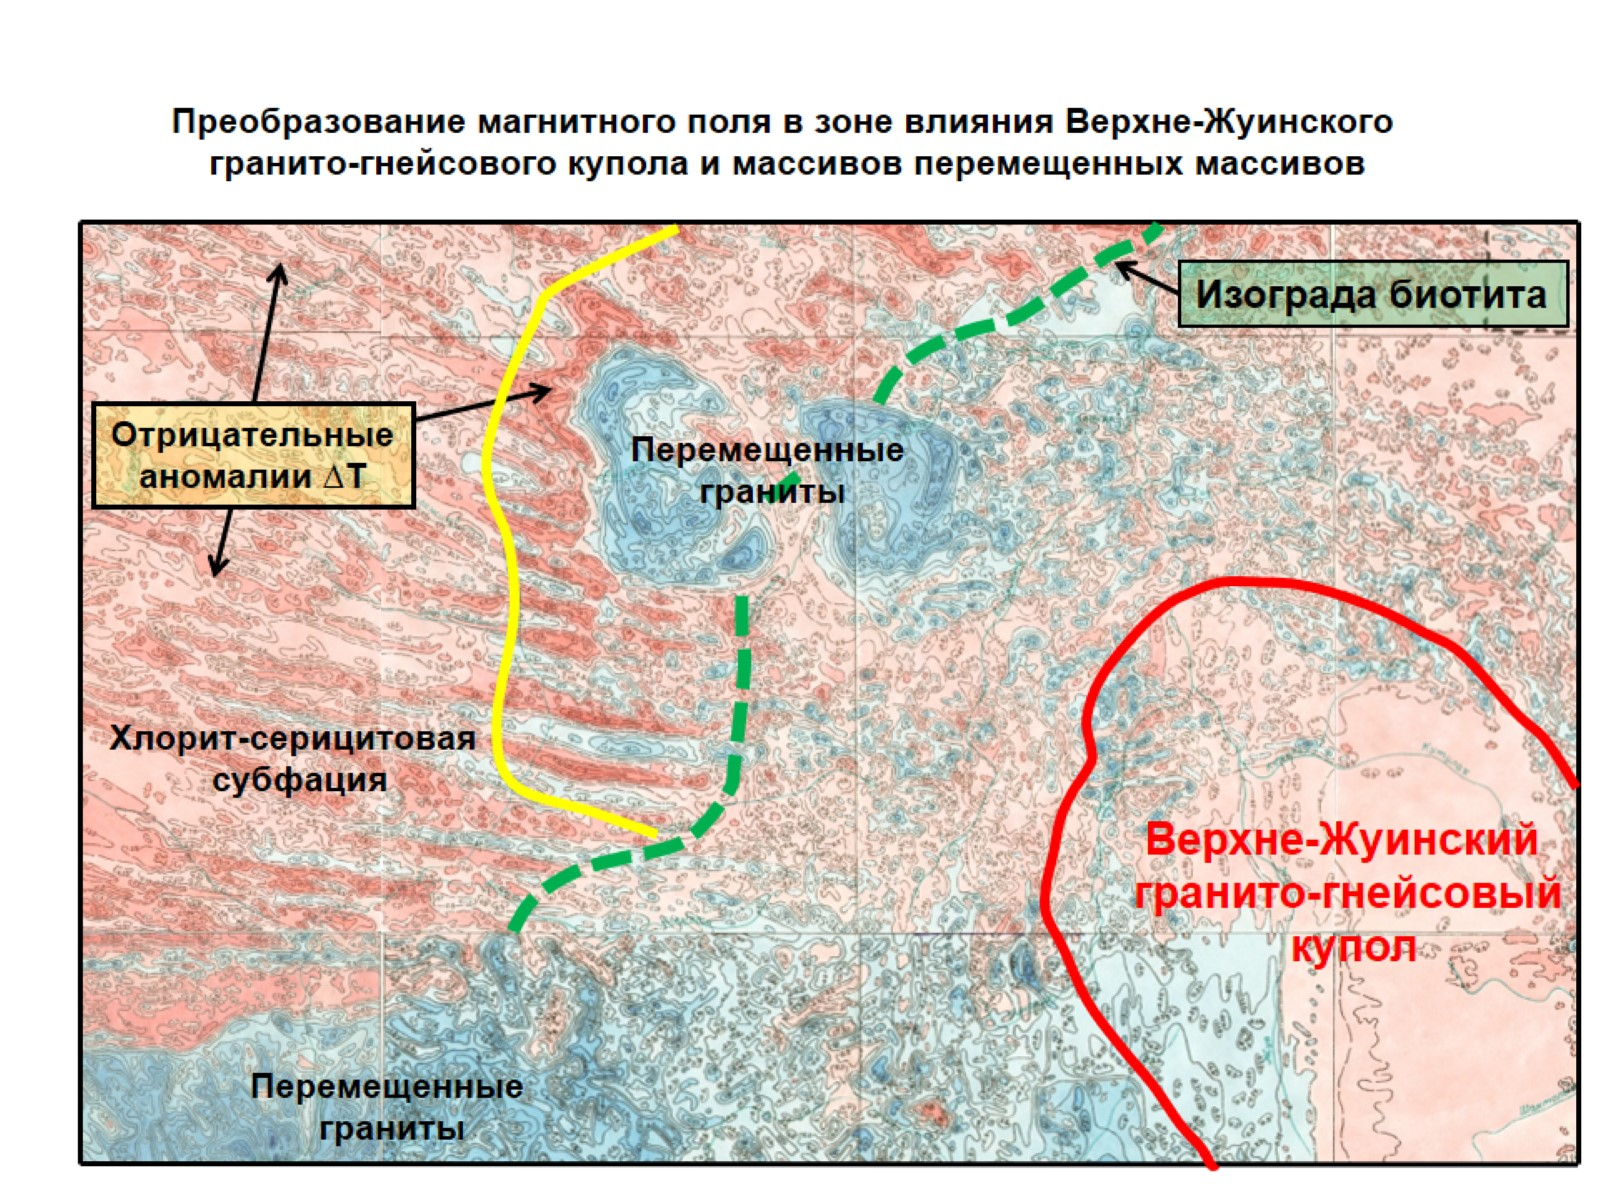 Преобразование магнитного поля в зоне влияния Верхне-Жуинского
гранито-гнейсового купола и массивов перемещенных массивов
Изограда биотита
Отрицательные
аномалии ΔТ
Перемещенные
граниты
Хлорит-серицитовая
субфация
Верхне-Жуинский
гранито-гнейсовый
купол
Перемещенные
граниты